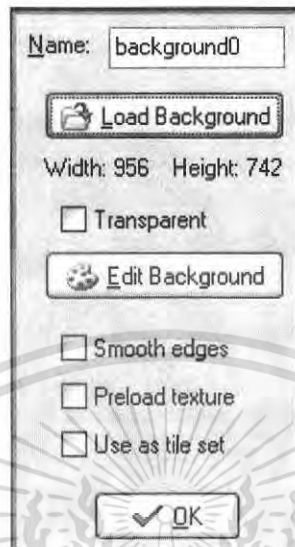 Name: background0
Load Background
Width: 956 Height: 742
Transparent
Edit Background
Smooth edges
Preload texture
Use as tile set
OK